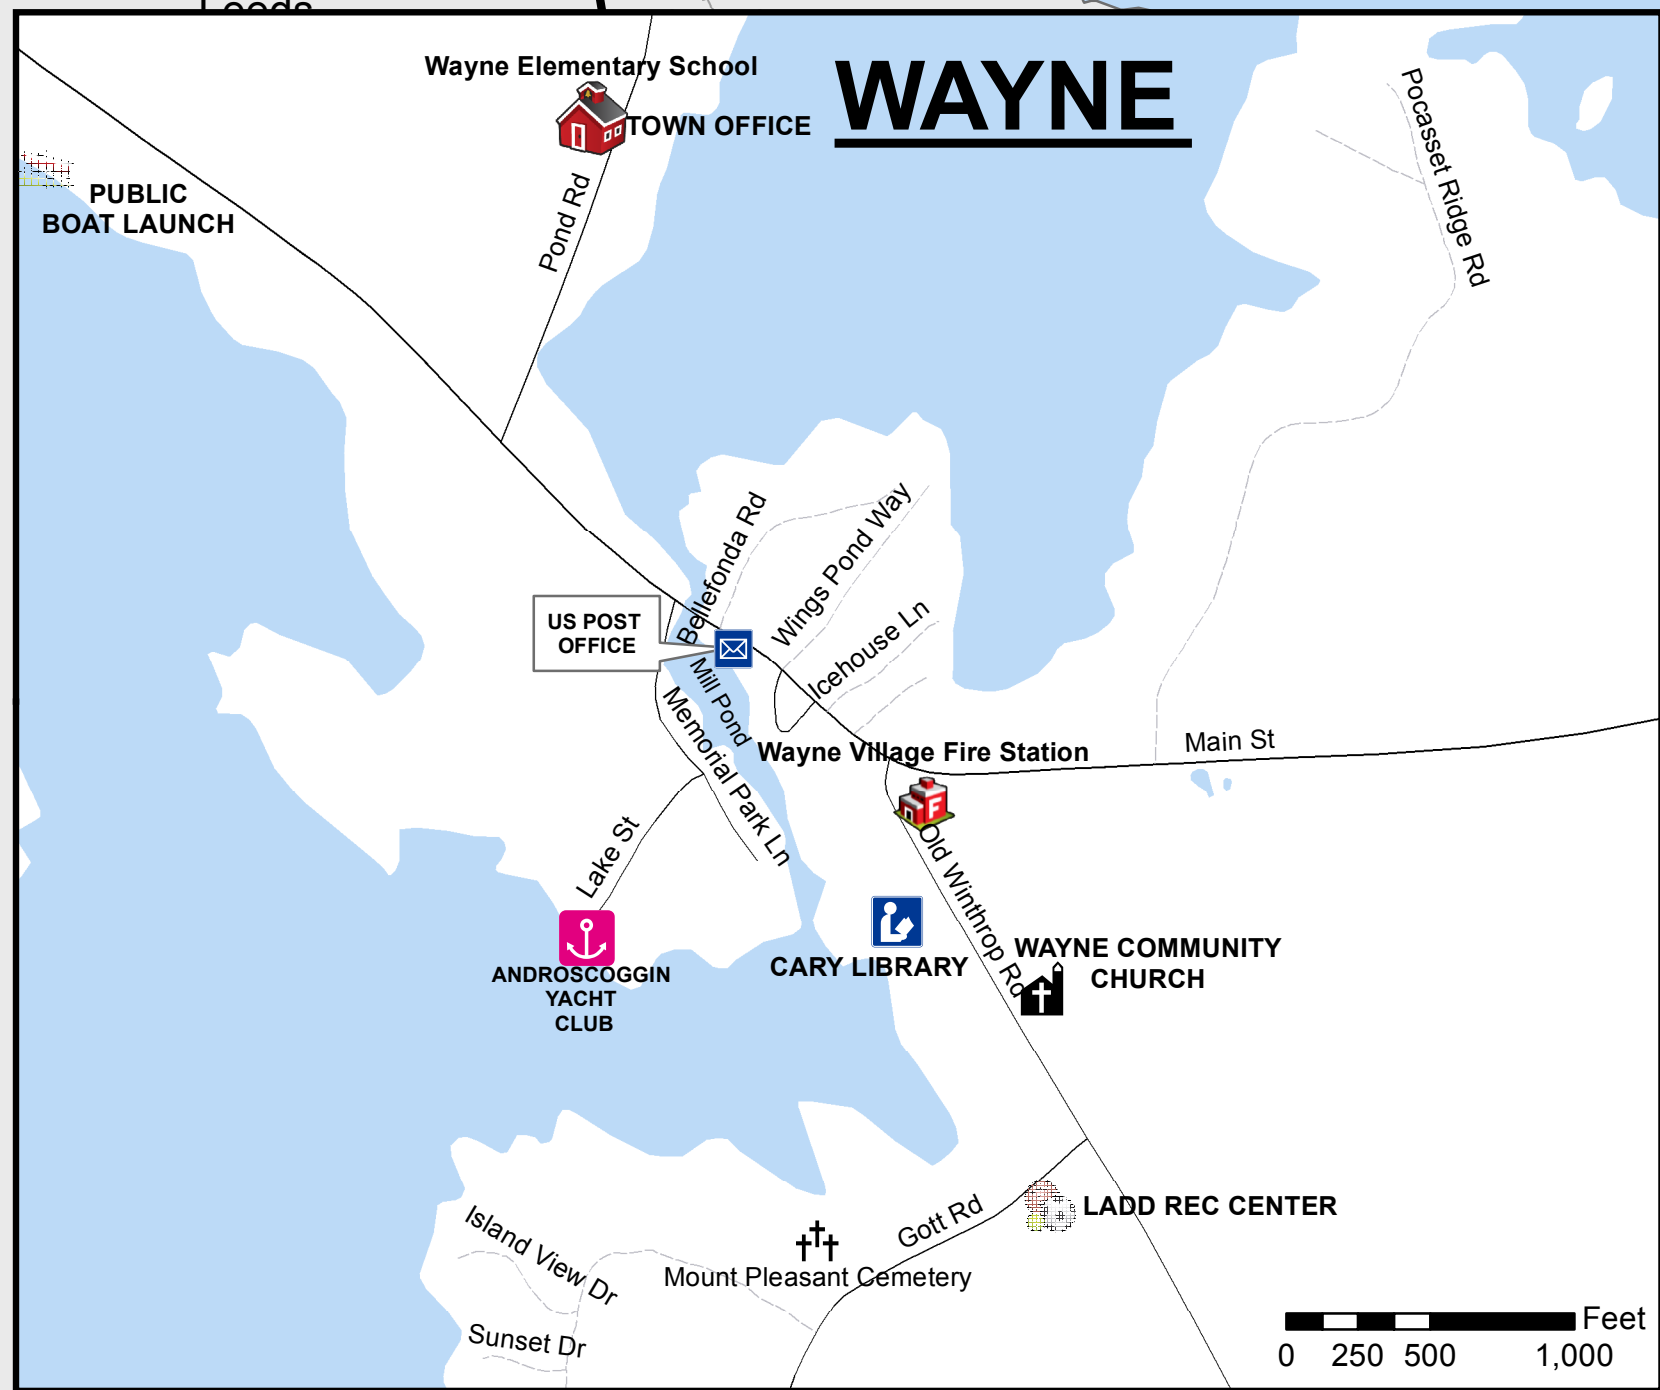 Leeds
Wayne Elementary School
WAYNE
TOWN OFFICE
Pocasset Ridge Rd
PUBLIC
BOAT LAUNCH
Pond Rd
Bellefonda Rd
Wings Pond Way
Icehouse Ln
US POST
OFFICE
Mill Pond
Memorial Park Ln
Wayne Village Fire Station
Main St
F
Lake St
Old Winthrop Rd
ANDROSCOGGIN
YACHT
CLUB
CARY LIBRARY
WAYNE COMMUNITY
CHURCH
LADD REC CENTER
Gott Rd
Island View Dr
Mount Pleasant Cemetery
Sunset Dr
Feet
0 250 500 1,000